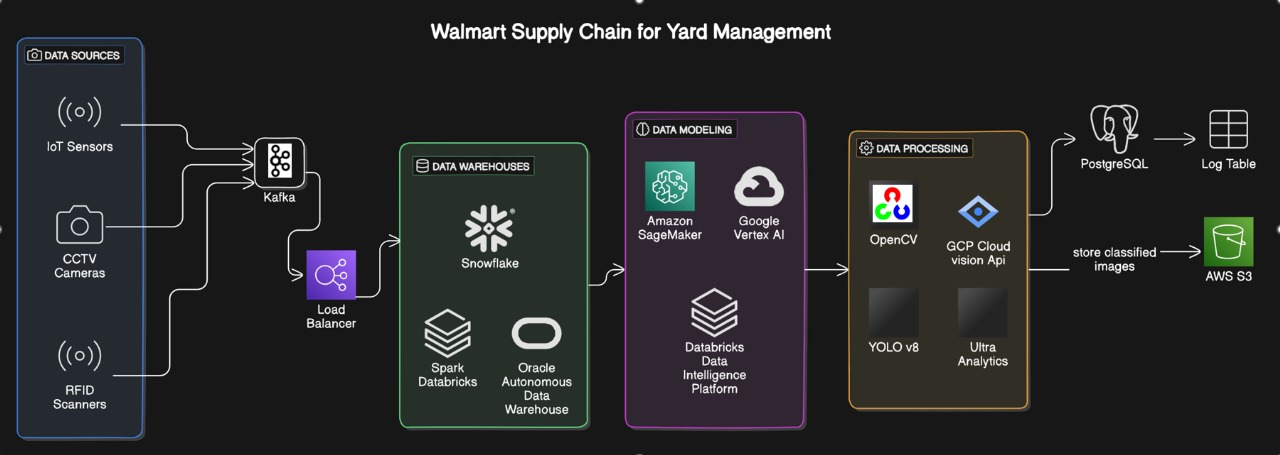 Walmart Supply Chain for Yard Management
DATA SOURCES
IoT Sensors
CCTV
Cameras
RFID
Scanners
Kafka
Load
Balancer
DATA WAREHOUSES
Snowflake
Spark
Databricks
Oracle
Autonomous
Data
Warehouse
DATA MODELING
Amazon
SageMaker
Google
Vertex AI
Databricks
Data
Intelligence
Platform
DATA PROCESSING
OpenCV
GCP Cloud
vision Api
YOLO v8
Ultra
Analytics
PostgreSQL
Log Table
store classified
images
AWS S3